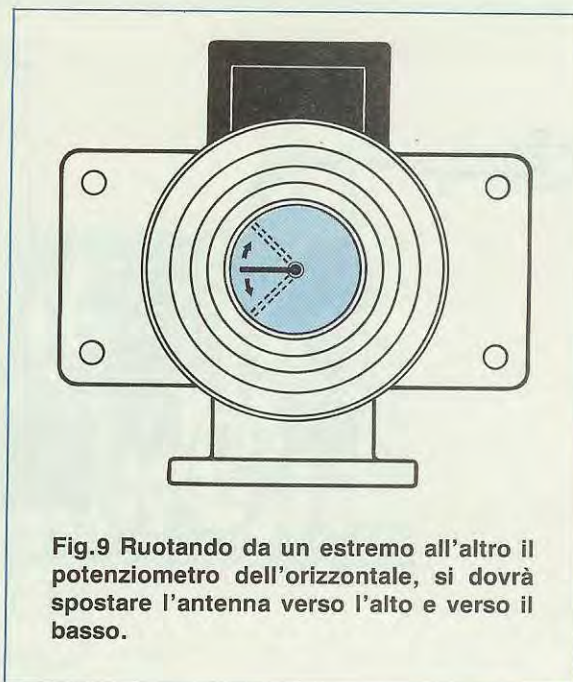 Fig.9 Ruotando da un estremo all'altro il
potenziometro dell'orizzontale, si dovrà
spostare l'antenna verso l'alto e verso il
basso.